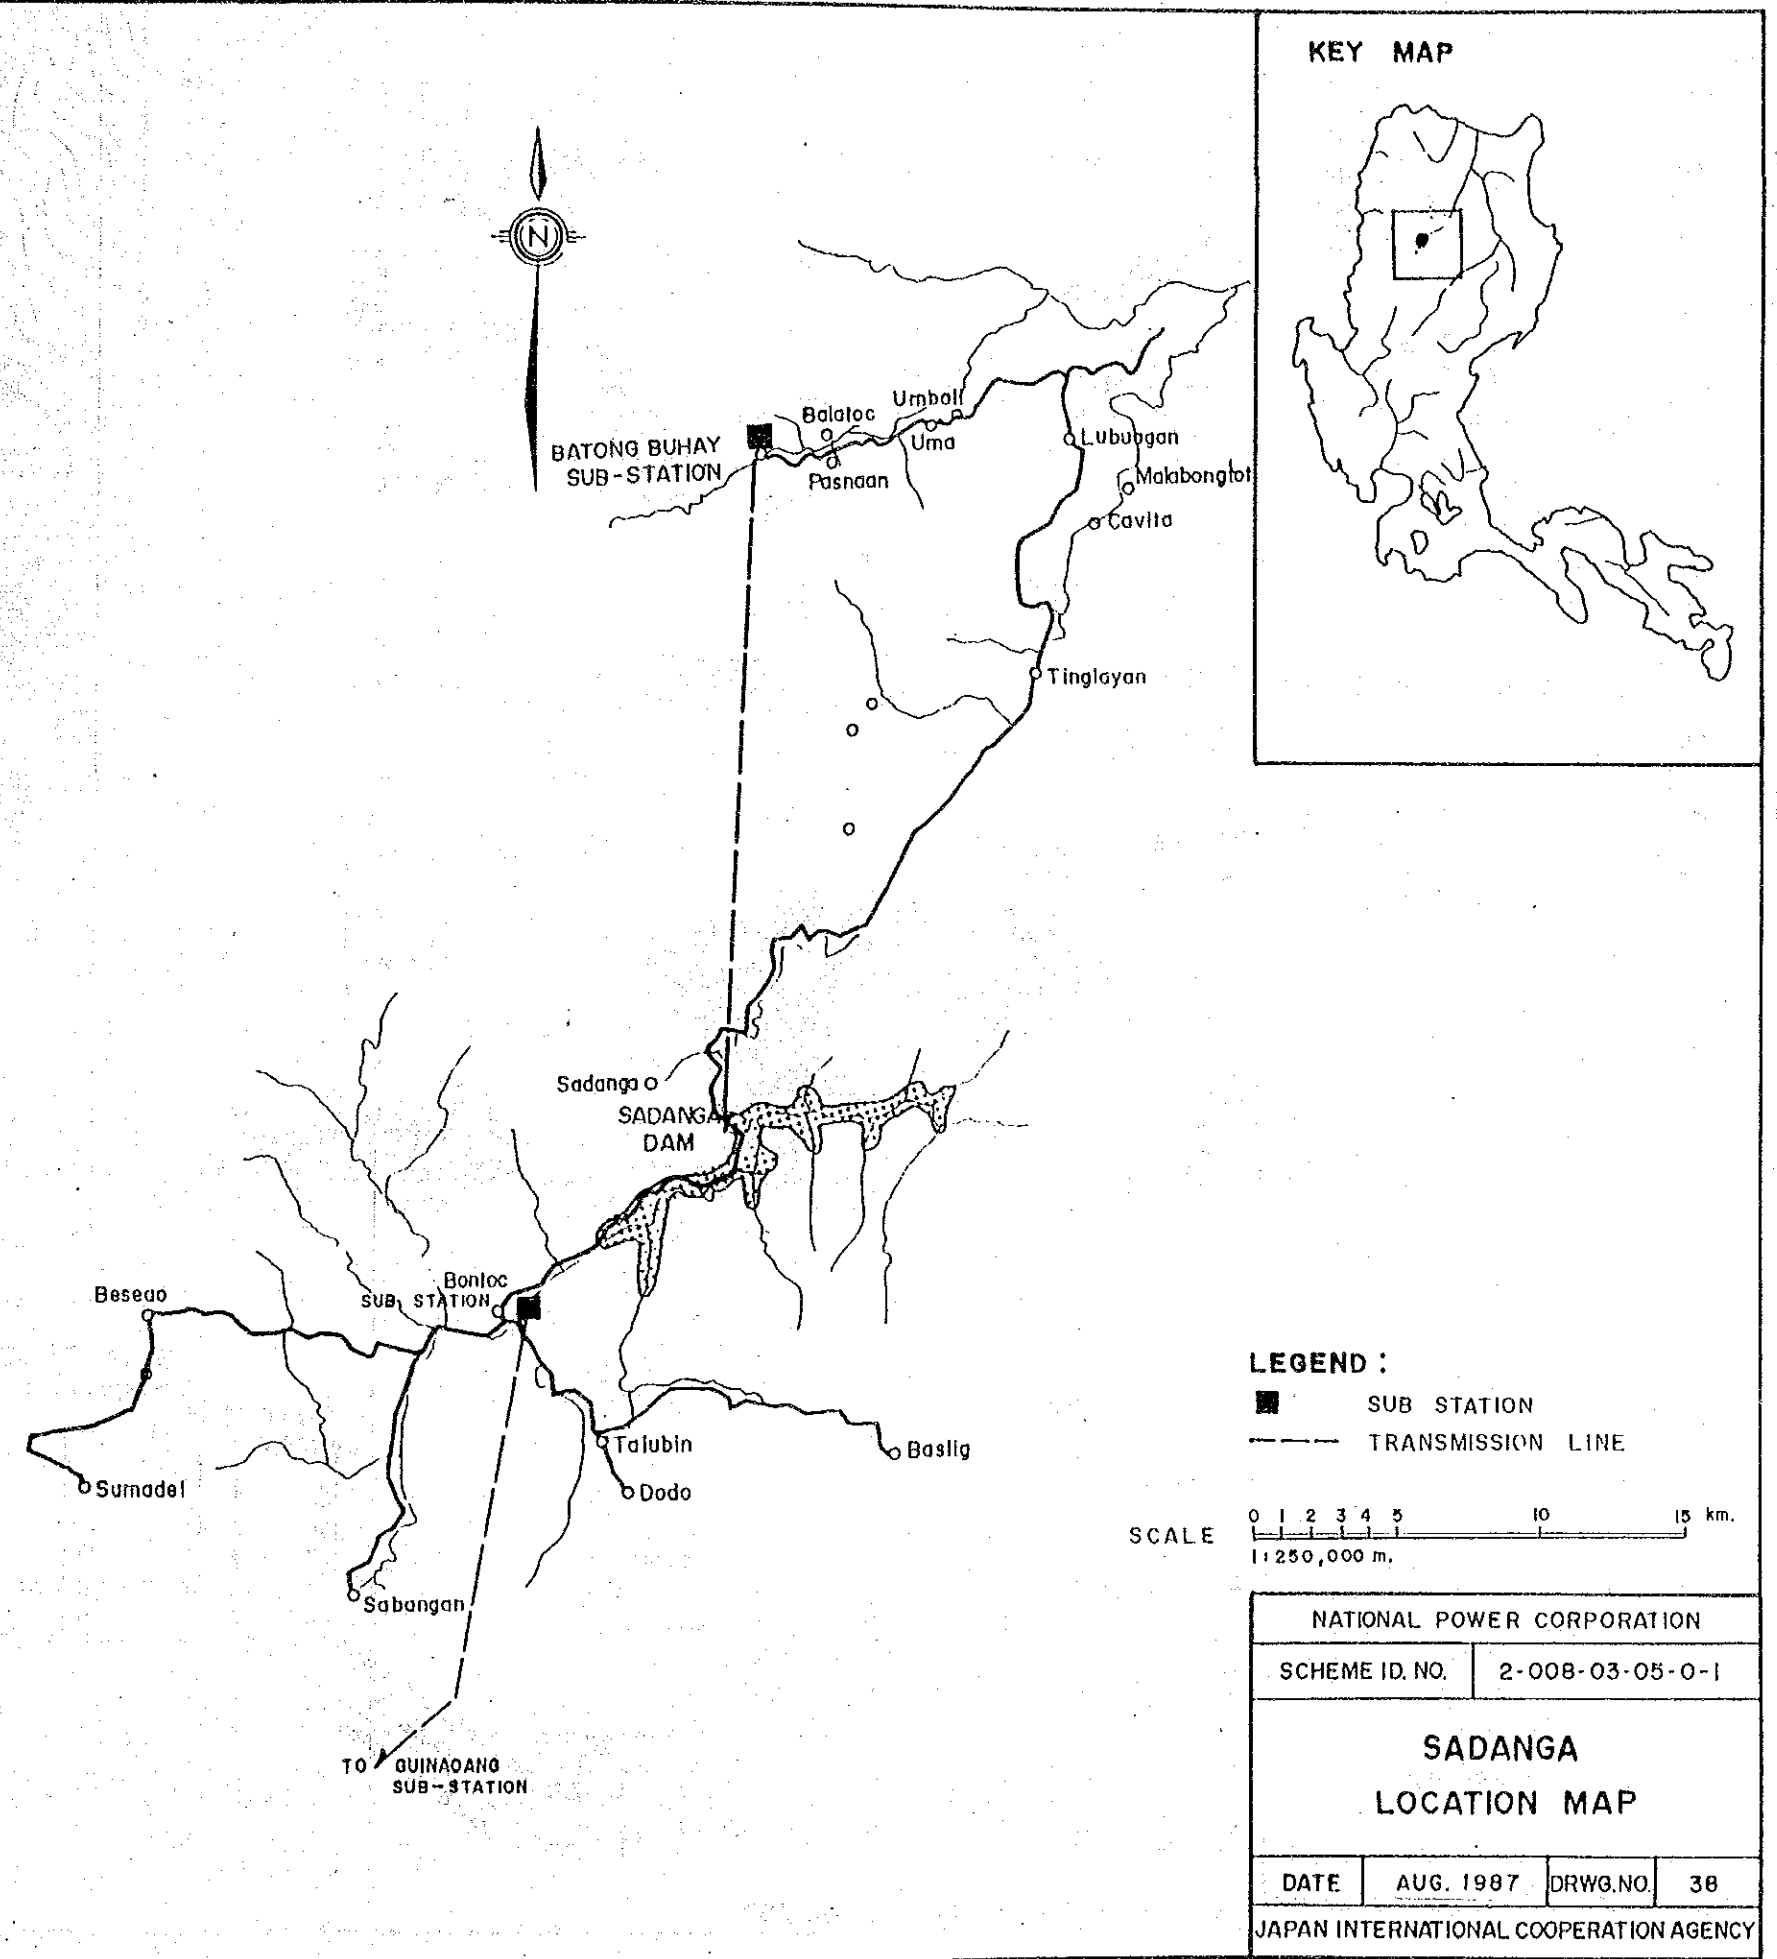 KEY MAP
N
Umbali
Balatoc
Uma
BATONG BUHAY
SUB-STATION
Pasnaan
Lubuagan
Malabongtot
Cavita
Tinglayan
Sadanga
SADANGA
DAM
Bontoc
SUB STATION
Besedo
Talubin
Baslig
Sumadel
Dodo
Sabangan
TO GUINAOANG
SUB-STATION
LEGEND :
SUB STATION
TRANSMISSION LINE
SCALE
0 1 2 3 4 5 10 15 km.
1:250,000 m.
NATIONAL POWER CORPORATION
SCHEME ID. NO. 2-008-03-05-0-1
SADANGA
LOCATION MAP
DATE AUG. 1987 DRWG.NO. 38
JAPAN INTERNATIONAL COOPERATION AGENCY